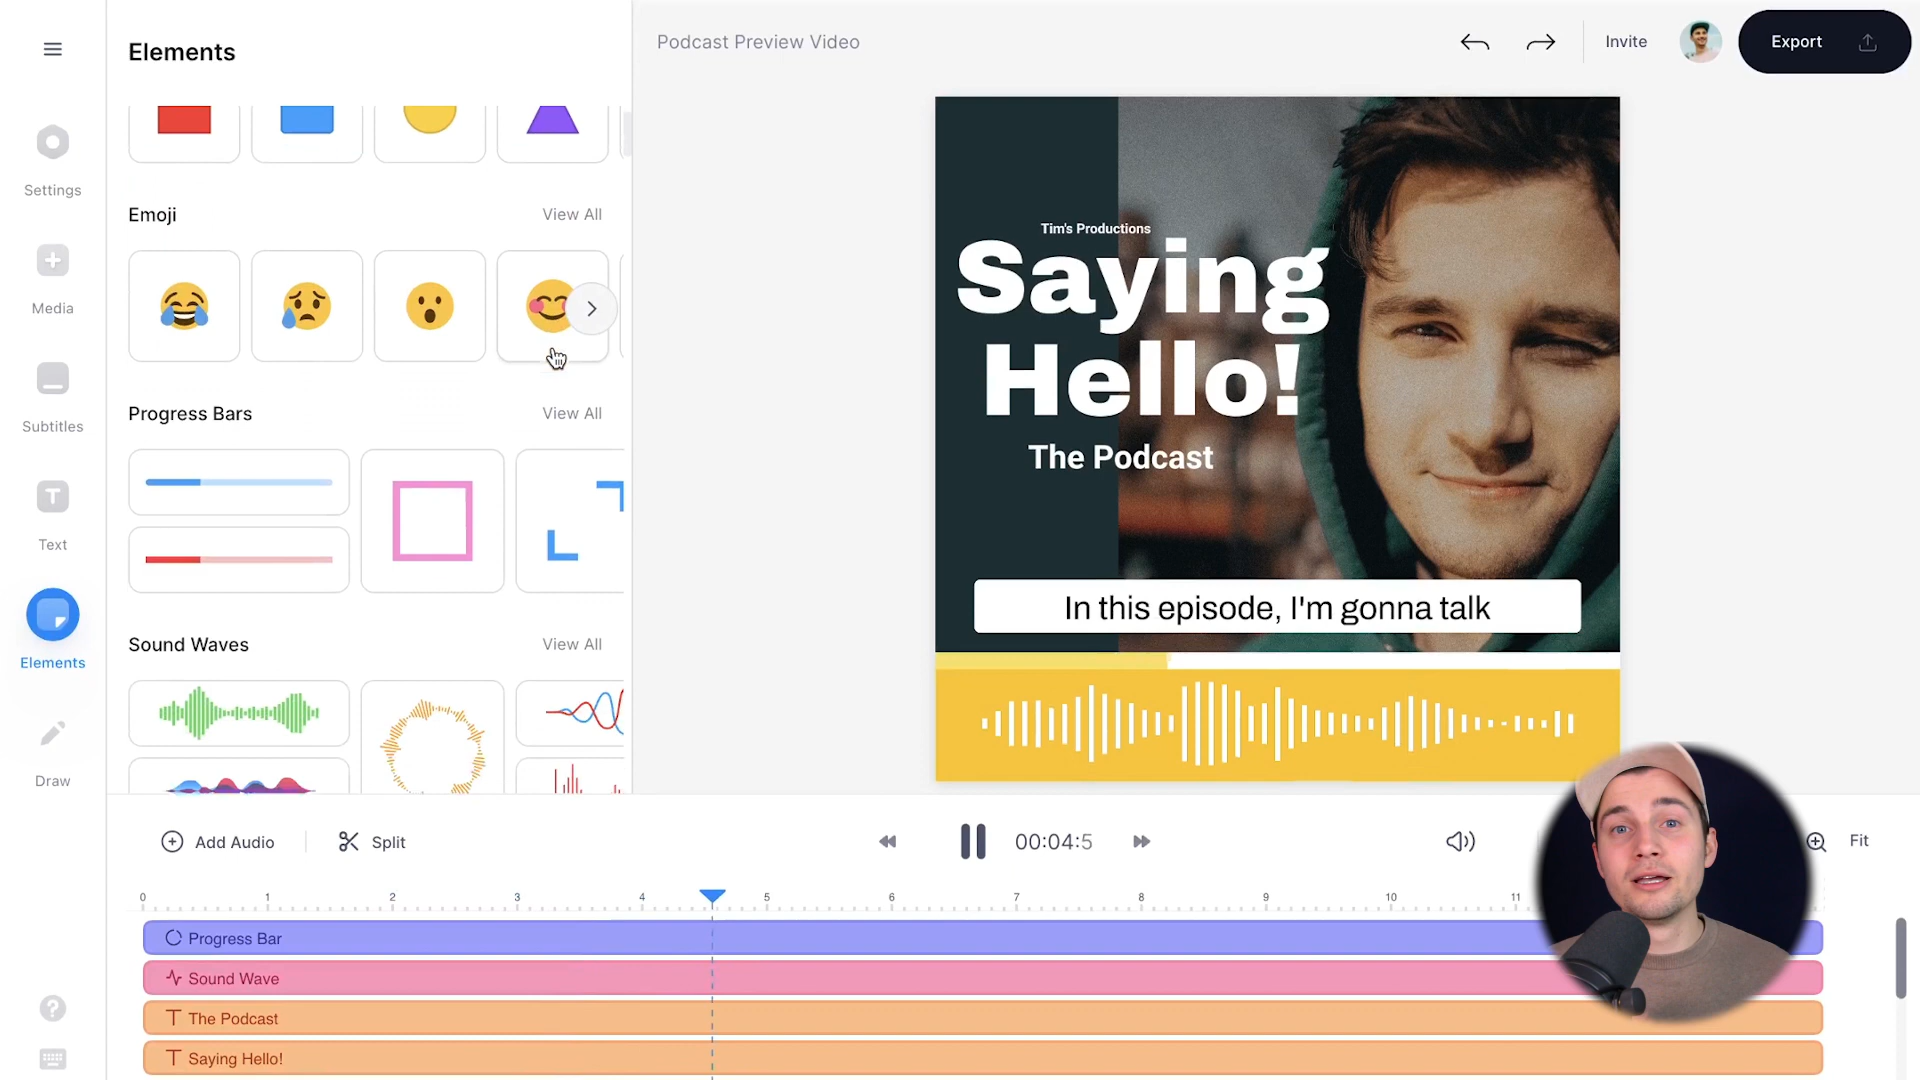 Elements
Podcast Preview Video
Invite
Export
Settings
Media
Subtitles
Text
Elements
Draw
Emoji
View All
Progress Bars
View All
Sound Waves
View All
Tim's Productions
Saying
Hello!
The Podcast
In this episode, I'm gonna talk
Add Audio
Split
00:04:5
Fit
0 1 2 3 4 5 6 7 8 9 10 11
Progress Bar
Sound Wave
T The Podcast
T Saying Hello!